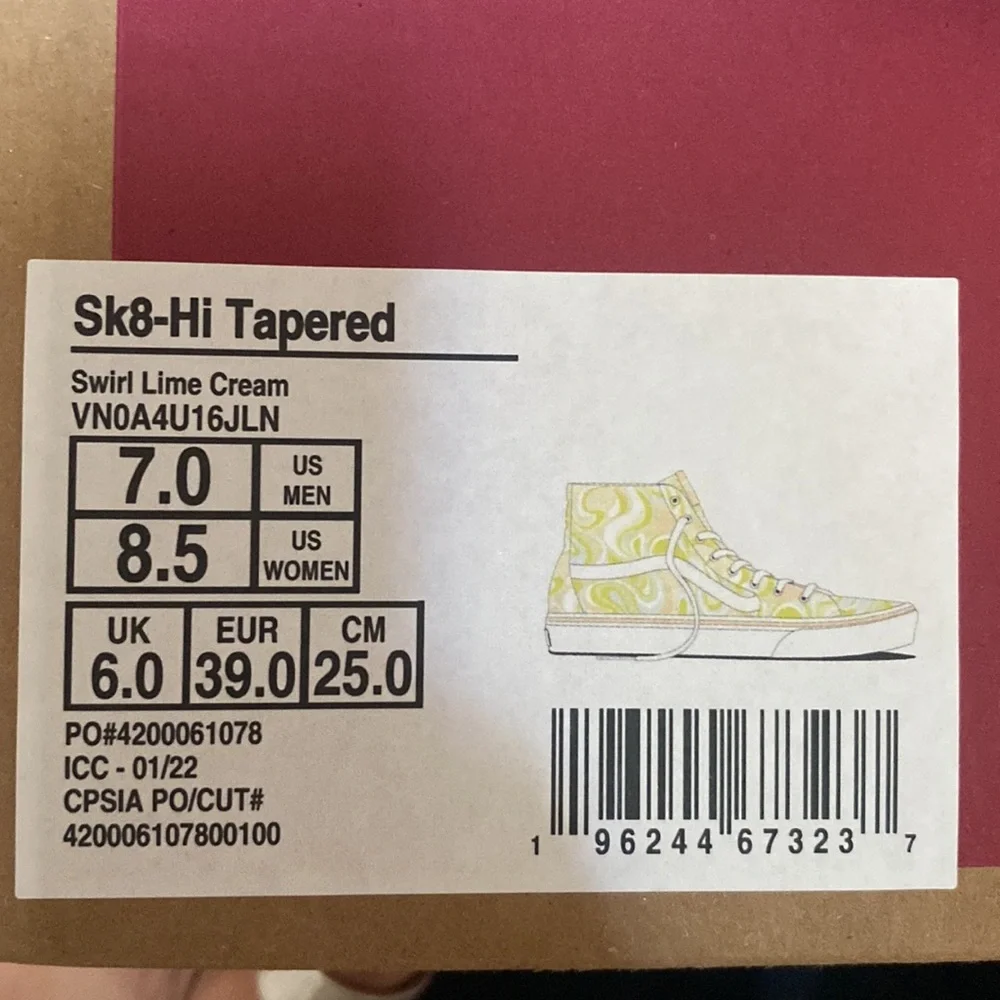 Sk8-Hi Tapered
Swirl Lime Cream
VN0A4U16JLN
7.0 US MEN
8.5 US WOMEN
UK EUR CM
6.0 39.0 25.0
PO#4200061078
ICC - 01/22
CPSIA PO/CUT#
420006107800100
1 96244 67323 7